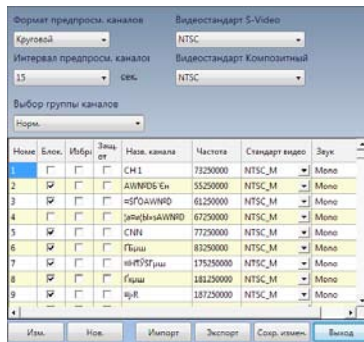 Формат предпросм. каналов
Видеостандарт S-Video
Круговой
NTSC
Интервал предпросм. каналов
Видеостандарт Композитный
15
сек.
NTSC
Выбор группы каналов
Норм.
Номе Блок. Избра Защ. от Назв. канала Частота Стандарт видео Звук
1 CH 1 73250000 NTSC_M Mono
2 55250000 NTSC_M Mono
3 61250000 NTSC_M Mono
4 67250000 NTSC_M Mono
5 CNN 77250000 NTSC_M Mono
6 83250000 NTSC_M Mono
7 175250000 NTSC_M Mono
8 181250000 NTSC_M Mono
9 187250000 NTSC_M Mono
Изм. Нов. Импорт Экспорт Сохр. измен. Выход